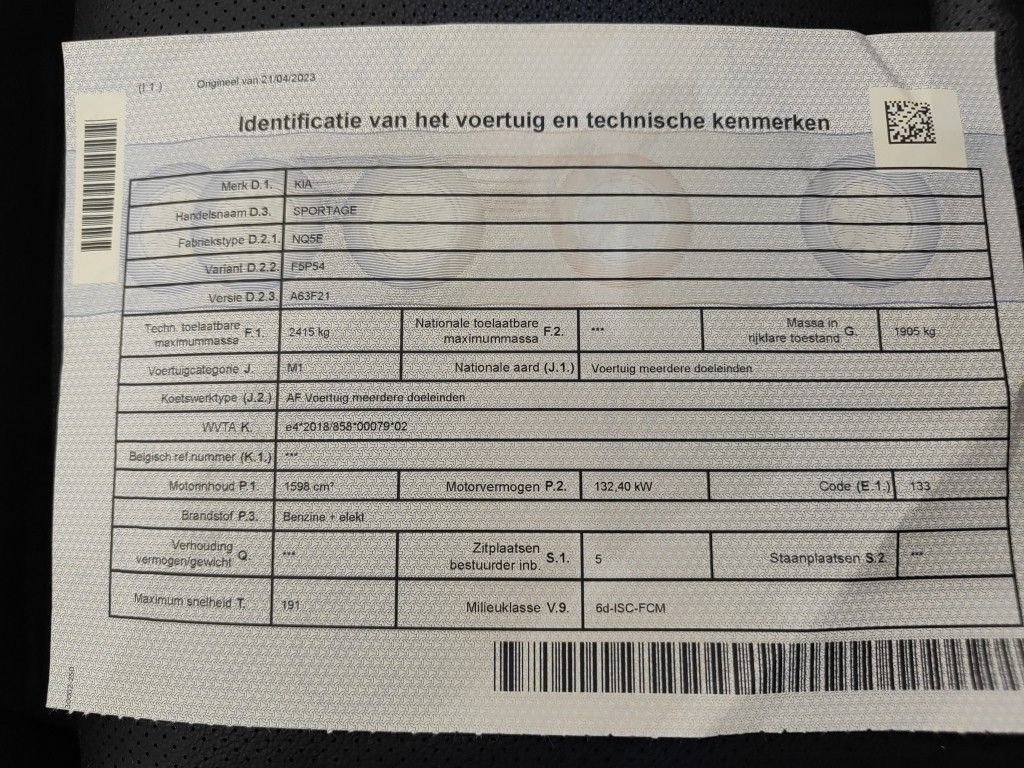 (I.1.) Origineel van 21/04/2023
Identificatie van het voertuig en technische kenmerken
Merk D.1. KIA
Handelsnaam D.3. SPORTAGE
Fabriekstype D.2.1. NQ5E
Variant D.2.2. F5P54
Versie D.2.3. A63F21
Techn. toelaatbare maximummassa F.1. 2415 kg Nationale toelaatbare maximummassa F.2. *** Massa in rijklare toestand G. 1905 kg
Voertuigcategorie J. M1 Nationale aard (J.1.) Voertuig meerdere doeleinden
Koetswerktype (J.2.) AF Voertuig meerdere doeleinden
WVTA K. e4*2018/858*00079*02
Belgisch ref.nummer (K.1.) ***
Motorinhoud P.1. 1598 cm³ Motorvermogen P.2. 132,40 kW Code (E.1.) 133
Brandstof P.3. Benzine + elekt
Verhouding vermogen/gewicht Q. *** Zitplaatsen bestuurder inb. S.1. 5 Staanplaatsen S.2. ***
Maximum snelheid T. 191 Milieuklasse V.9. 6d-ISC-FCM